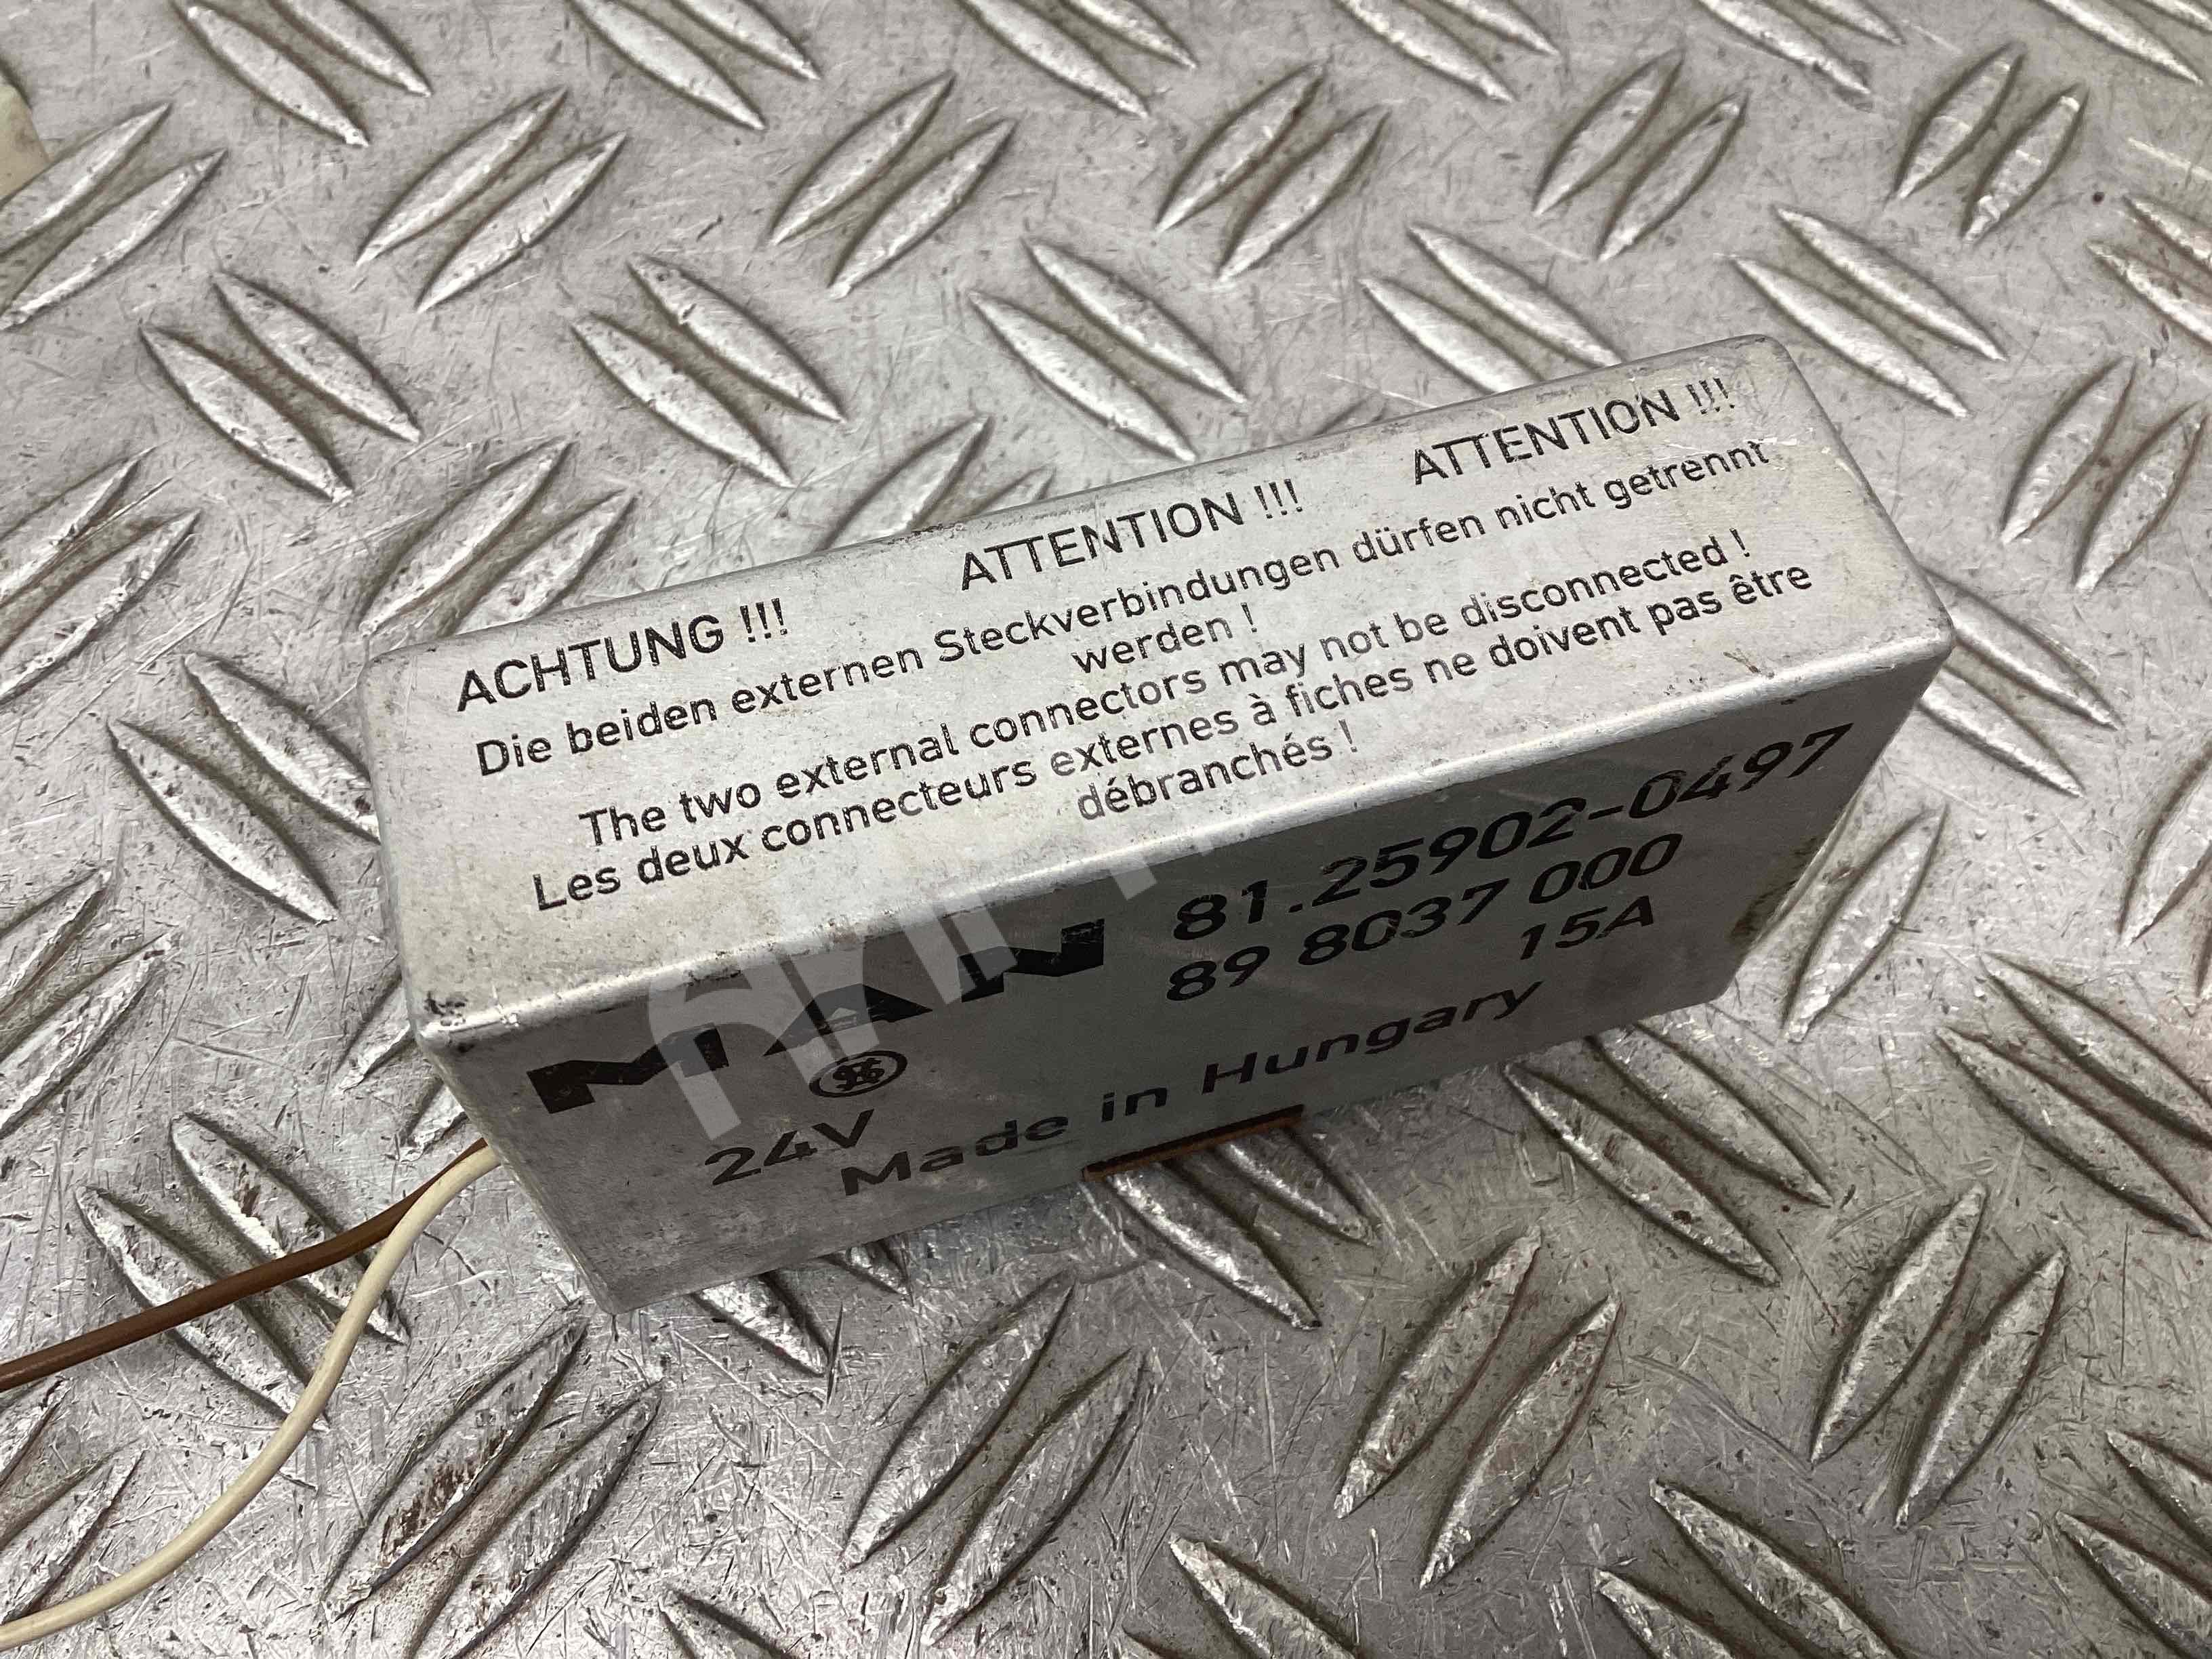 ACHTUNG !!! ATTENTION !!! ATTENTION !!!
Die beiden externen Steckverbindungen dürfen nicht getrennt
werden !
The two external connectors may not be disconnected !
Les deux connecteurs externes à fiches ne doivent pas être
débranchés !
MAN 81.25902-0497
89 8037 000
24V 15A
Made in Hungary